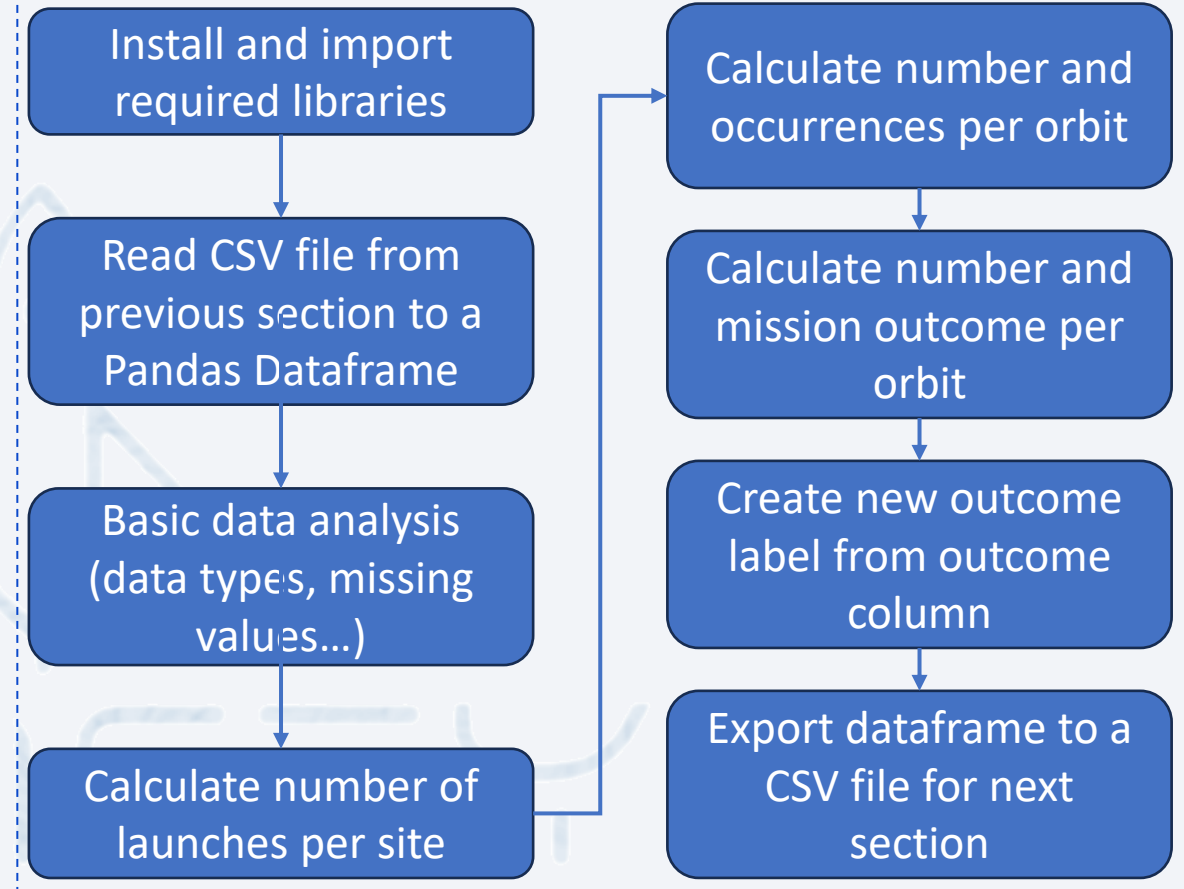 Install and import
required libraries
Read CSV file from
previous section to a
Pandas Dataframe
Basic data analysis
(data types, missing
values…)
Calculate number of
launches per site
Calculate number and
occurrences per orbit
Calculate number and
mission outcome per
orbit
Create new outcome
label from outcome
column
Export dataframe to a
CSV file for next
section